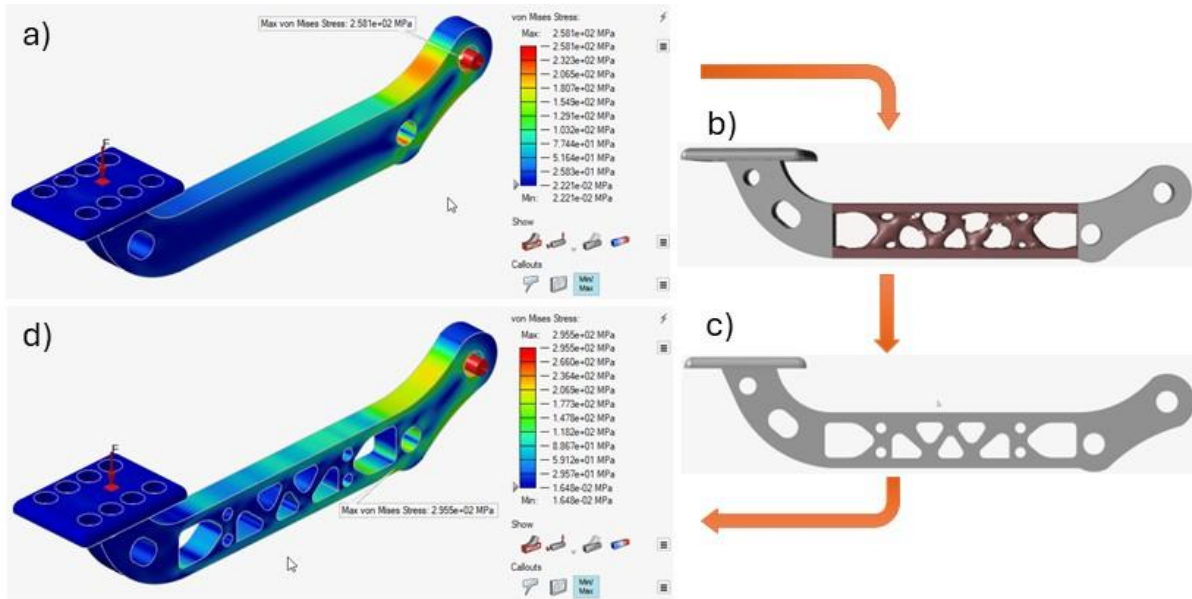 a)
Max von Mises Stress: 2.581e+02 MPa
F
von Mises Stress:
Max: 2.581e+02 MPa
2.581e+02 MPa
2.323e+02 MPa
2.065e+02 MPa
1.807e+02 MPa
1.549e+02 MPa
1.291e+02 MPa
1.032e+02 MPa
7.744e+01 MPa
5.164e+01 MPa
2.583e+01 MPa
2.221e-02 MPa
Min: 2.221e-02 MPa
Show
Callouts
Min/
Max
b)
c)
d)
F
Max von Mises Stress: 2.955e+02 MPa
von Mises Stress:
Max: 2.955e+02 MPa
2.955e+02 MPa
2.660e+02 MPa
2.364e+02 MPa
2.069e+02 MPa
1.773e+02 MPa
1.478e+02 MPa
1.182e+02 MPa
8.867e+01 MPa
5.912e+01 MPa
2.957e+01 MPa
1.648e-02 MPa
Min: 1.648e-02 MPa
Show
Callouts
Min/
Max